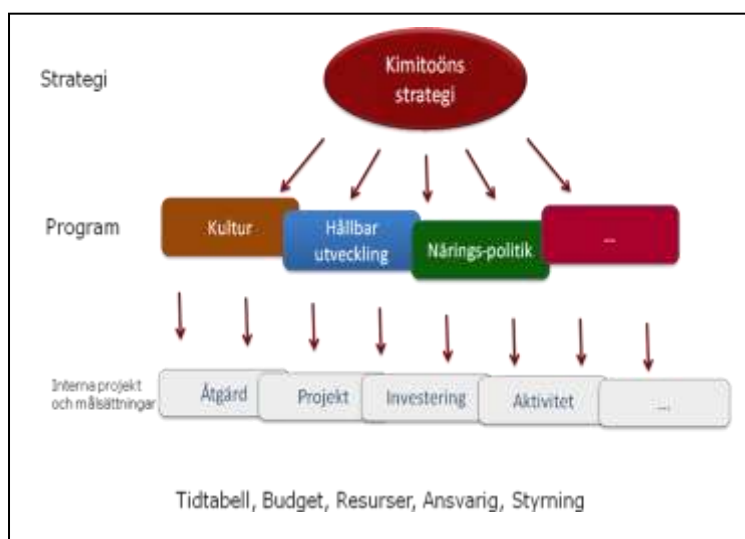 Strategi
Kimitoöns
strategi
Program
Kultur
Hållbar
utveckling
Närings-politik
...
Interna projekt
och målsättningar
Åtgärd
Projekt
Investering
Aktivitet
...
Tidtabell, Budget, Resurser, Ansvarig, Styrning